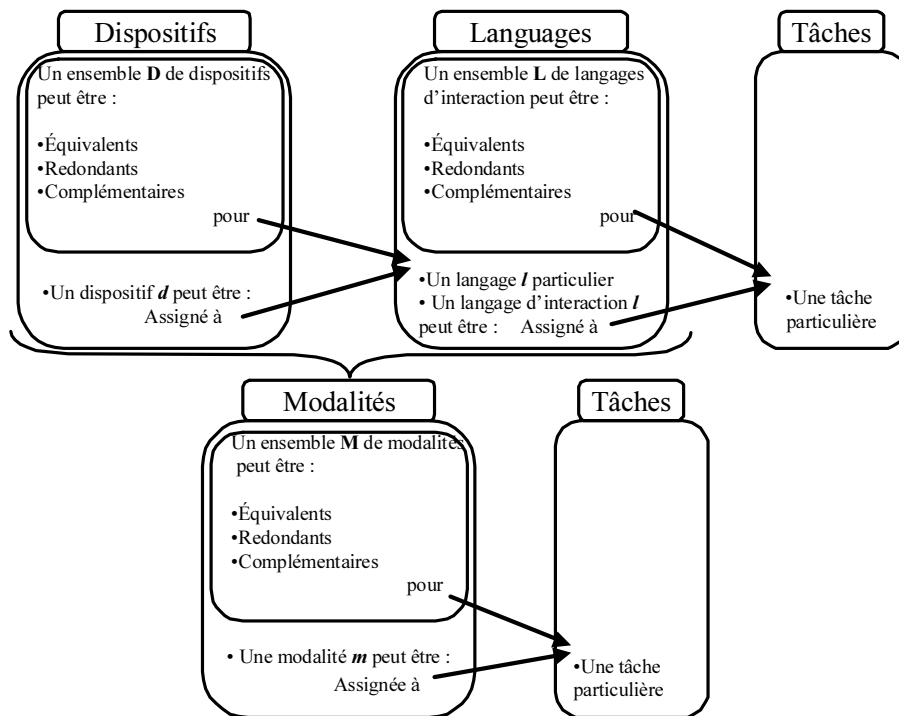 Dispositifs
Un ensemble D de dispositifs
peut être :
•Équivalents
•Redondants
•Complémentaires
pour
•Un dispositif d peut être :
Assigné à
Languages
Un ensemble L de langages
d’interaction peut être :
•Équivalents
•Redondants
•Complémentaires
pour
•Un langage l particulier
• Un langage d’interaction l
peut être : Assigné à
Tâches
•Une tâche
particulière
Modalités
Un ensemble M de modalités
peut être :
•Équivalents
•Redondants
•Complémentaires
pour
• Une modalité m peut être :
Assignée à
Tâches
•Une tâche
particulière